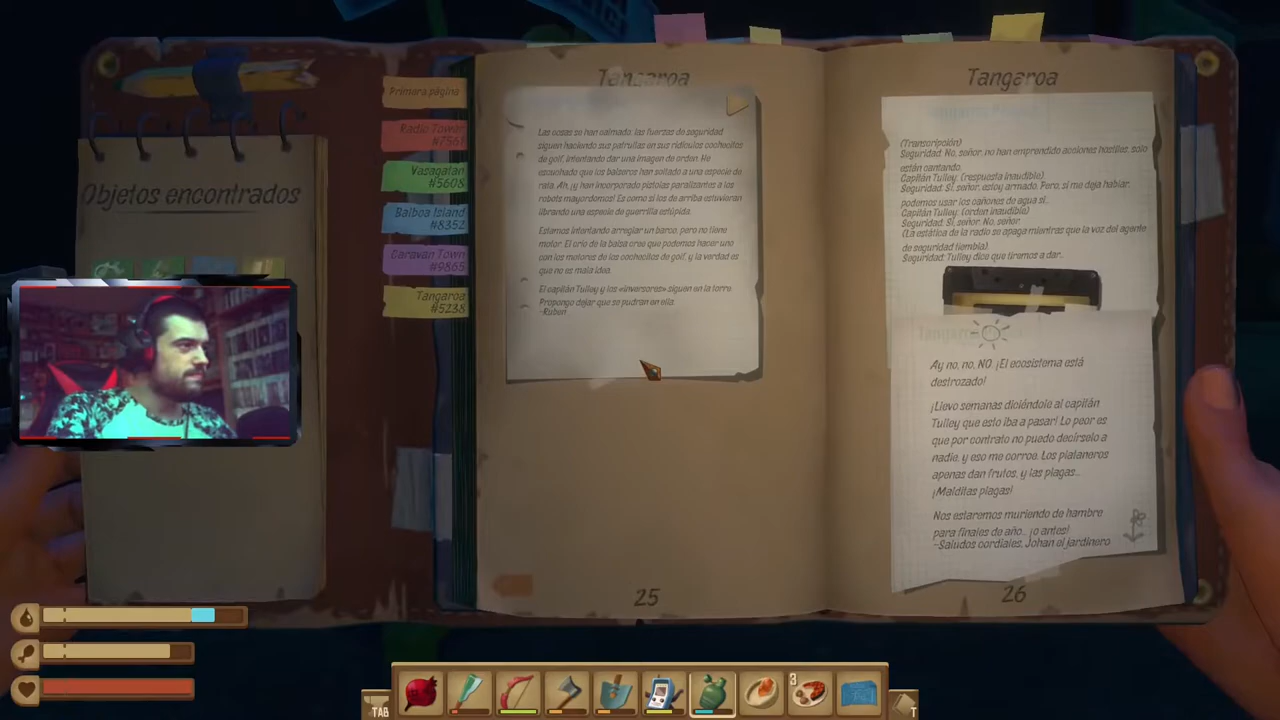 Objetos encontrados
Primera página
Radio Tower
#7561
Vasagatan
#5608
Balboa Island
#8352
Caravan Town
#9865
Tangaroa
#5238
Tangaroa
Las cosas se han calmado, las fuerzas de seguridad
siguen haciendo sus patrullas en sus ridículos cochecitos
de golf, intentando dar una imagen de orden. He
escuchado que los balseros han soltado a una especie de
rata. Ah, ¡y han incorporado pistolas paralizantes a los
robots mayordomos! Es como si los de arriba estuvieran
librando una especie de guerrilla estúpida.
Estamos intentando arreglar un barco, pero no tiene
motor. El crío de la balsa cree que podemos hacer uno
con los motores de los cochecitos de golf, y la verdad es
que no es mala idea.
El capitán Tulley y los «inversores» siguen en la torre.
Propongo dejar que se pudran en ella.
-Ruben
25
Tangaroa
(Transcripción)
Seguridad: No, señor, no han emprendido acciones hostiles, solo
están cantando.
Capitán Tulley: (respuesta inaudible).
Seguridad: Sí, señor, estoy armado. Pero, si me deja hablar,
podemos usar los cañones de agua si...
Capitán Tulley: (orden inaudible)
Seguridad: Sí, señor. No, señor.
(La estática de la radio se apaga mientras que la voz del agente
de seguridad tiembla).
Seguridad: Tulley dice que tiremos a dar...
Ay no, no, NO ¡El ecosistema está
destrozado!
¡Llevo semanas diciéndole al capitán
Tulley que esto iba a pasar! Lo peor es
que por contrato no puedo decírselo a
nadie, y eso me corroe. Los plataneros
apenas dan frutos, y las plagas...
¡Malditas plagas!
Nos estaremos muriendo de hambre
para finales de año... ¡o antes!
-Saludos cordiales, Johan el jardinero
26
TAB
3
T